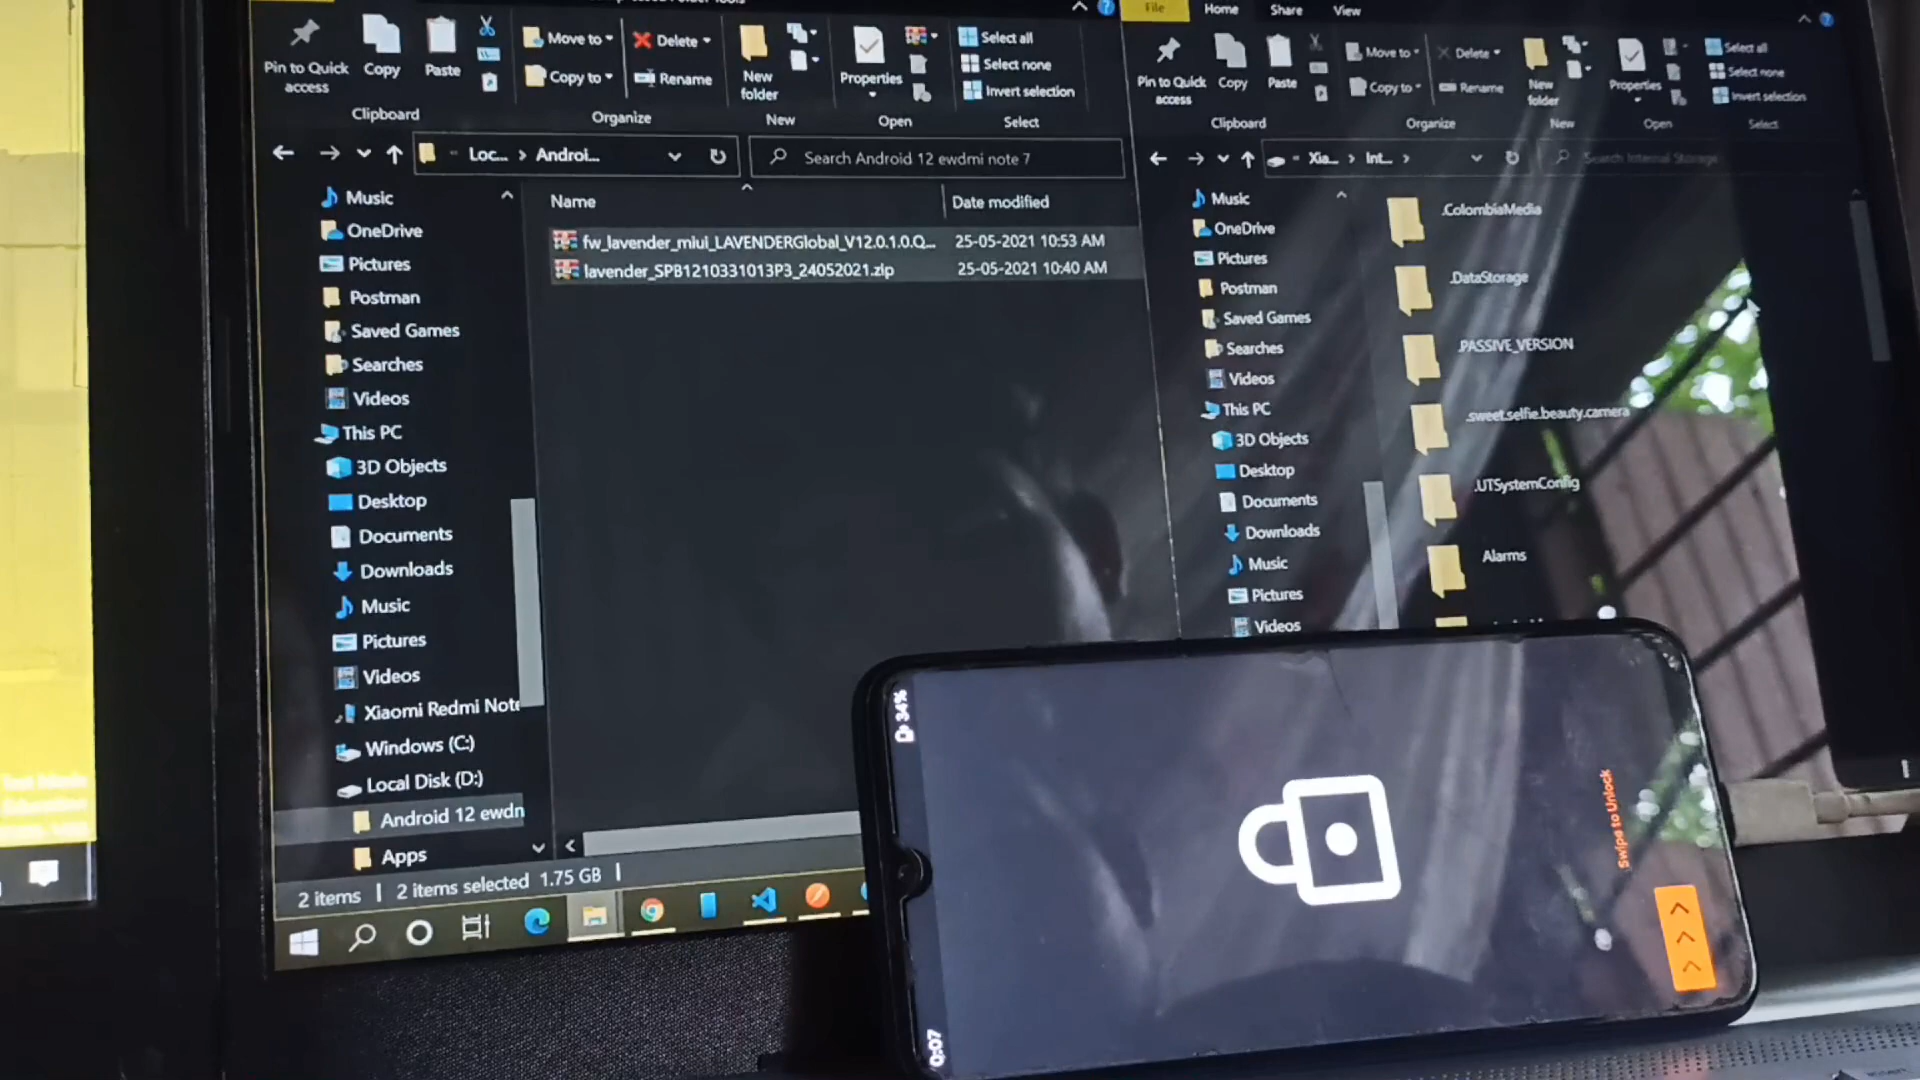 Pin to Quick access
Copy
Paste
Move to
Copy to
Delete
Rename
New folder
Properties
Select all
Select none
Invert selection
Clipboard
Organize
New
Open
Select
Loc... › Androi...
Search Android 12 ewdmi note 7
Music
OneDrive
Pictures
Postman
Saved Games
Searches
Videos
This PC
3D Objects
Desktop
Documents
Downloads
Music
Pictures
Videos
Xiaomi Redmi Note
Windows (C:)
Local Disk (D:)
Android 12 ewdn
Apps
Name
Date modified
fw_lavender_miui_LAVENDERGlobal_V12.0.1.0.Q... 25-05-2021 10:53 AM
lavender_SPB1210331013P3_24052021.zip 25-05-2021 10:40 AM
2 items | 2 items selected 1.75 GB |
File
Home
Share
View
Pin to Quick access
Copy
Paste
Move to
Copy to
Delete
Rename
New folder
Properties
Select all
Select none
Invert selection
Clipboard
Organize
New
Open
Select
Xia... › Int... ›
Search Internal Storage
Music
OneDrive
Pictures
Postman
Saved Games
Searches
Videos
This PC
3D Objects
Desktop
Documents
Downloads
Music
Pictures
Videos
.ColombiaMedia
.DataStorage
.PASSIVE_VERSION
.sweet.selfie.beauty.camera
.UTSystemConfig
Alarms
34%
0:07
Swipe to Unlock